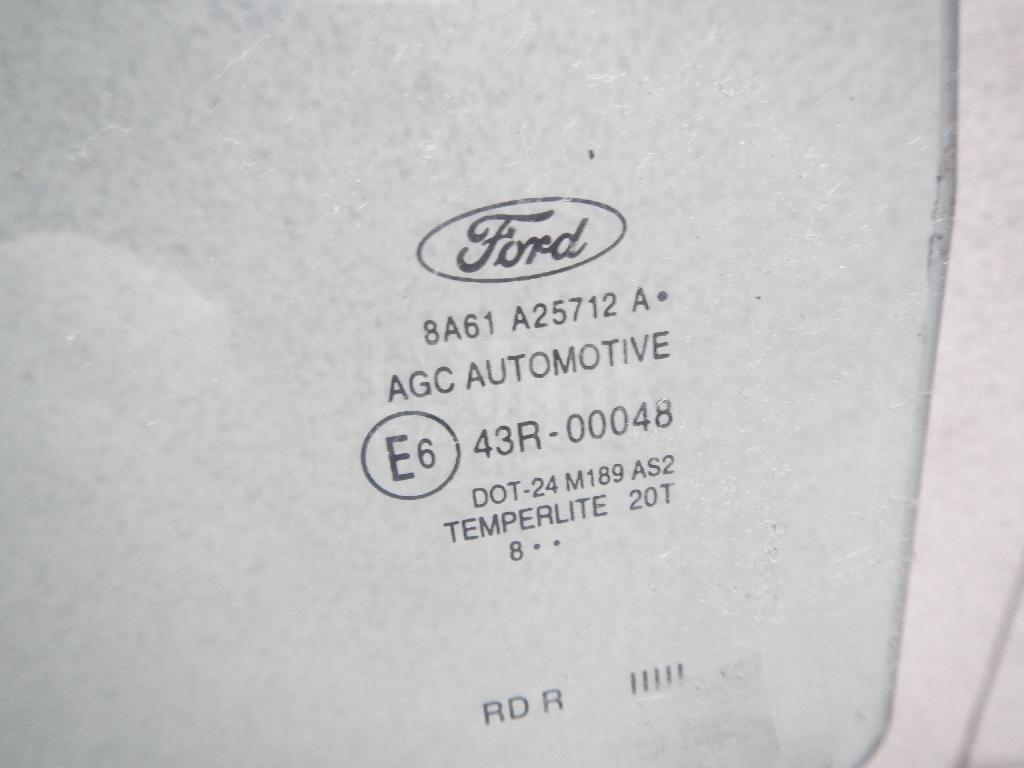 Ford
8A61 A25712 A•
AGC AUTOMOTIVE
E6 43R-00048
DOT-24 M189 AS2
TEMPERLITE 20T
8 • •
RD R IIIII